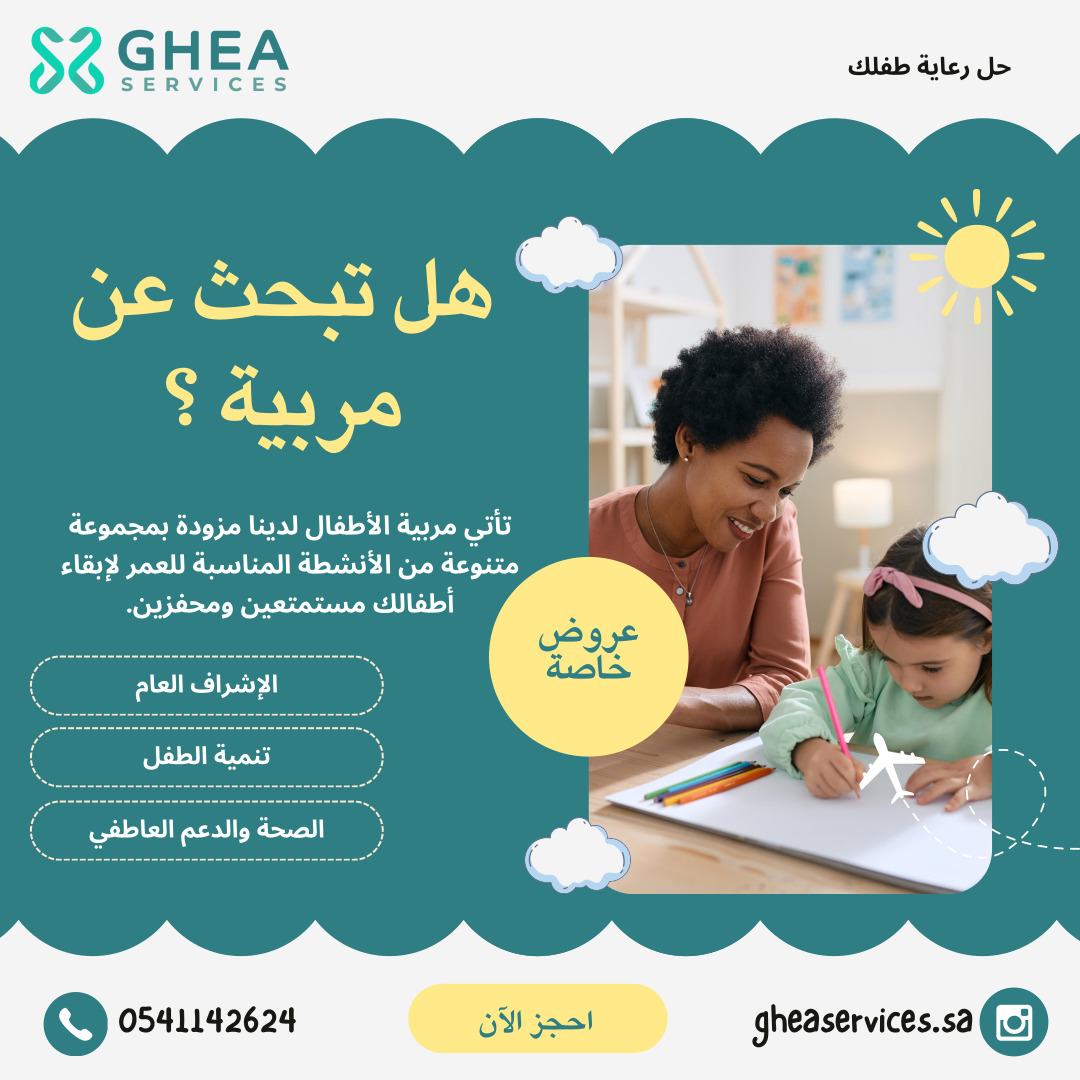 GHEA
SERVICES
حل رعاية طفلك
هل تبحث عن
مربية ؟
تأتي مربية الأطفال لدينا مزودة بمجموعة
متنوعة من الأنشطة المناسبة للعمر لإبقاء
أطفالك مستمتعين ومحفزين.
عروض
خاصة
الإشراف العام
تنمية الطفل
الصحة والدعم العاطفي
0541142624
احجز الآن
gheaservices.sa